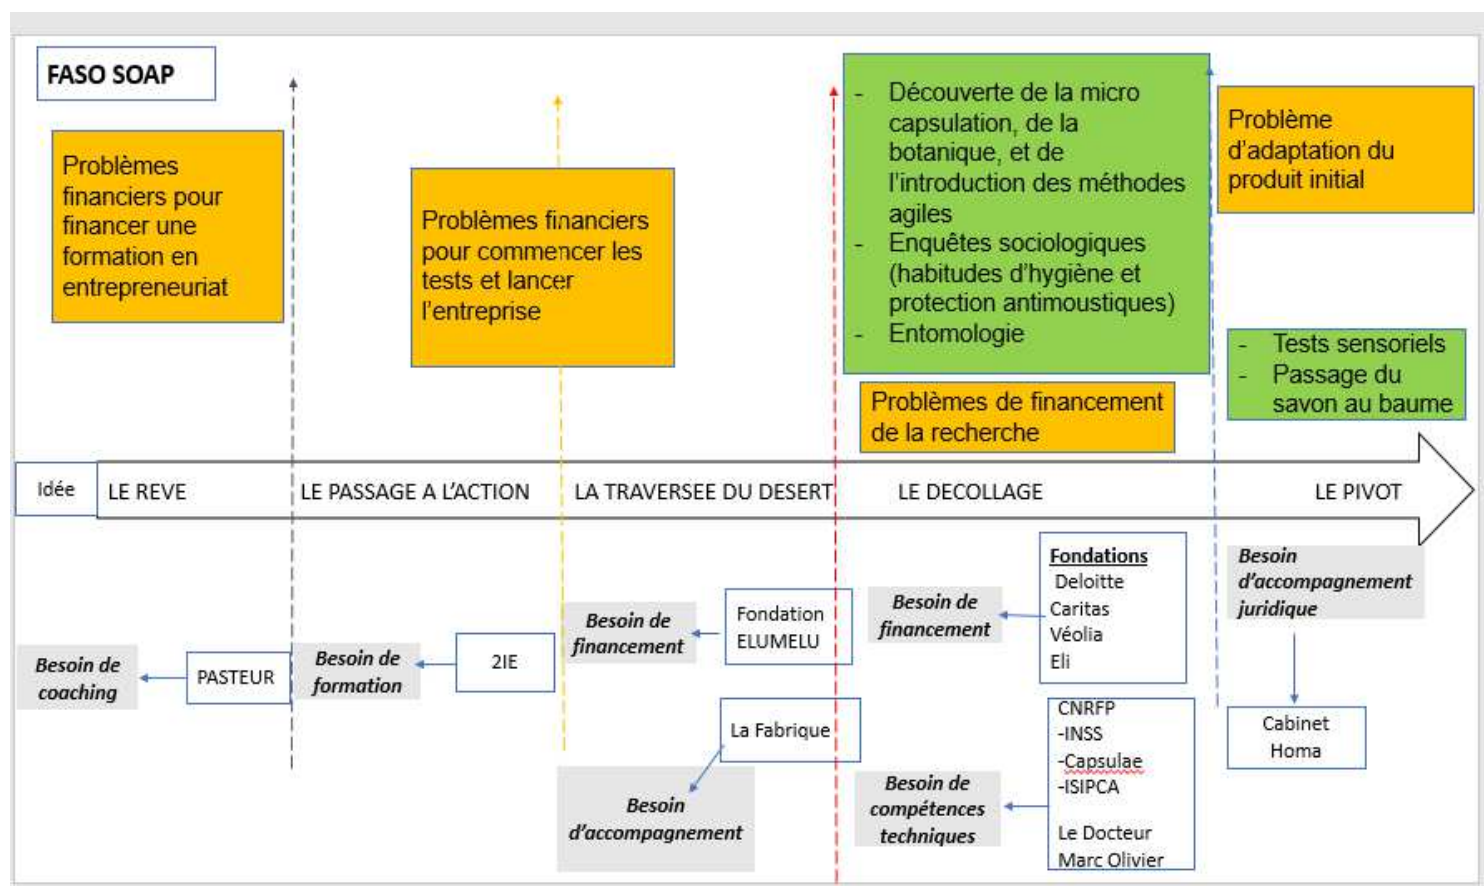 FASO SOAP
Problèmes
financiers pour
financer une
formation en
entrepreneuriat
Problèmes financiers
pour commencer les
tests et lancer
l'entreprise
- Découverte de la micro
capsulation, de la
botanique, et de
l'introduction des méthodes
agiles
- Enquêtes sociologiques
(habitudes d'hygiène et
protection antimoustiques)
- Entomologie
Problèmes de financement
de la recherche
Problème
d'adaptation du
produit initial
- Tests sensoriels
- Passage du
savon au baume
Idée
LE REVE
LE PASSAGE A L'ACTION
LA TRAVERSEE DU DESERT
LE DECOLLAGE
LE PIVOT
Besoin de
coaching
PASTEUR
Besoin de
formation
2IE
Besoin de
financement
Fondation
ELUMELU
La Fabrique
Besoin
d'accompagnement
Besoin de
financement
Fondations
Deloitte
Caritas
Véolia
Eli
Besoin de
compétences
techniques
CNRFP
-INSS
-Capsulae
-ISIPCA
Le Docteur
Marc Olivier
Besoin
d'accompagnement
juridique
Cabinet
Homa